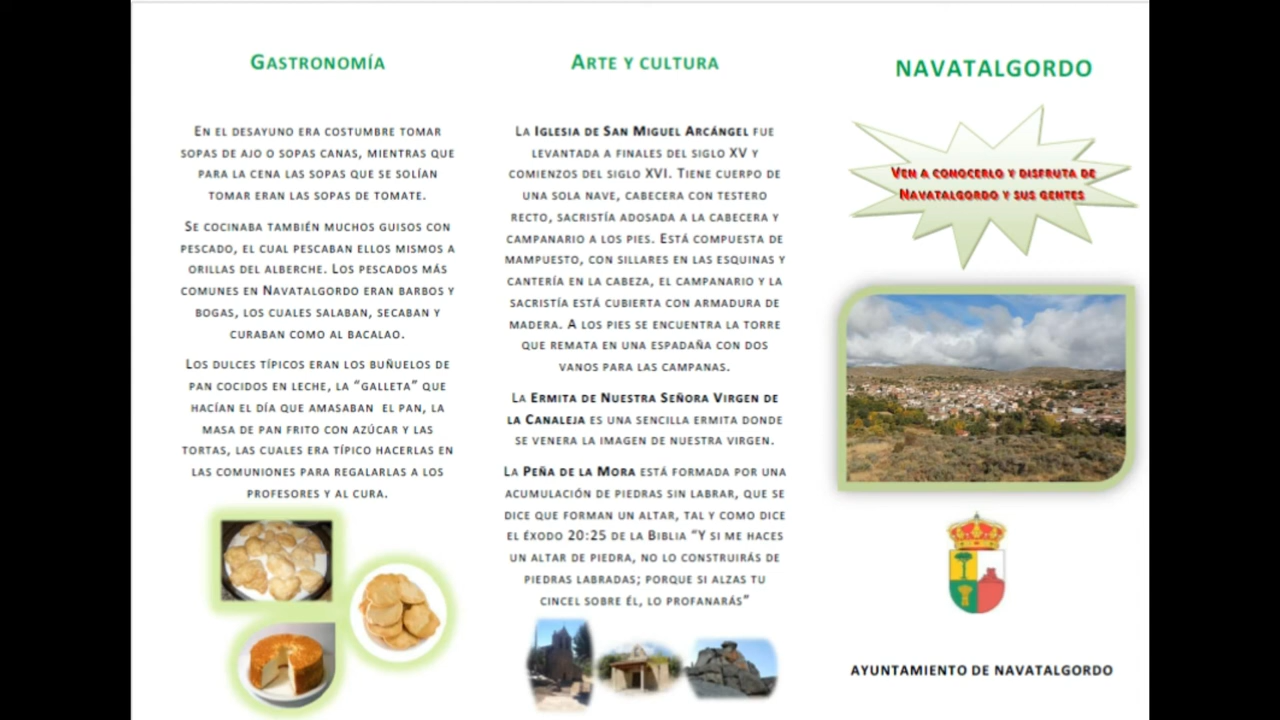 GASTRONOMÍA
EN EL DESAYUNO ERA COSTUMBRE TOMAR
SOPAS DE AJO O SOPAS CANAS, MIENTRAS QUE
PARA LA CENA LAS SOPAS QUE SE SOLÍAN
TOMAR ERAN LAS SOPAS DE TOMATE.
SE COCINABA TAMBIÉN MUCHOS GUISOS CON
PESCADO, EL CUAL PESCABAN ELLOS MISMOS A
ORILLAS DEL ALBERCHE. LOS PESCADOS MÁS
COMUNES EN NAVATALGORDO ERAN BARBOS Y
BOGAS, LOS CUALES SALABAN, SECABAN Y
CURABAN COMO AL BACALAO.
LOS DULCES TÍPICOS ERAN LOS BUÑUELOS DE
PAN COCIDOS EN LECHE, LA “GALLETA” QUE
HACÍAN EL DÍA QUE AMASABAN EL PAN, LA
MASA DE PAN FRITO CON AZÚCAR Y LAS
TORTAS, LAS CUALES ERA TÍPICO HACERLAS EN
LAS COMUNIONES PARA REGALARLAS A LOS
PROFESORES Y AL CURA.
ARTE Y CULTURA
LA IGLESIA DE SAN MIGUEL ARCÁNGEL FUE
LEVANTADA A FINALES DEL SIGLO XV Y
COMIENZOS DEL SIGLO XVI. TIENE CUERPO DE
UNA SOLA NAVE, CABECERA CON TESTERO
RECTO, SACRISTÍA ADOSADA A LA CABECERA Y
CAMPANARIO A LOS PIES. ESTÁ COMPUESTA DE
MAMPUESTO, CON SILLARES EN LAS ESQUINAS Y
CANTERÍA EN LA CABEZA, EL CAMPANARIO Y LA
SACRISTÍA ESTÁ CUBIERTA CON ARMADURA DE
MADERA. A LOS PIES SE ENCUENTRA LA TORRE
QUE REMATA EN UNA ESPADAÑA CON DOS
VANOS PARA LAS CAMPANAS.
LA ERMITA DE NUESTRA SEÑORA VIRGEN DE
LA CANALEJA ES UNA SENCILLA ERMITA DONDE
SE VENERA LA IMAGEN DE NUESTRA VIRGEN.
LA PEÑA DE LA MORA ESTÁ FORMADA POR UNA
ACUMULACIÓN DE PIEDRAS SIN LABRAR, QUE SE
DICE QUE FORMAN UN ALTAR, TAL Y COMO DICE
EL ÉXODO 20:25 DE LA BIBLIA “Y SI ME HACES
UN ALTAR DE PIEDRA, NO LO CONSTRUIRÁS DE
PIEDRAS LABRADAS; PORQUE SI ALZAS TU
CINCEL SOBRE ÉL, LO PROFANARÁS”
NAVATALGORDO
VEN A CONOCERLO Y DISFRUTA DE
NAVATALGORDO Y SUS GENTES
AYUNTAMIENTO DE NAVATALGORDO